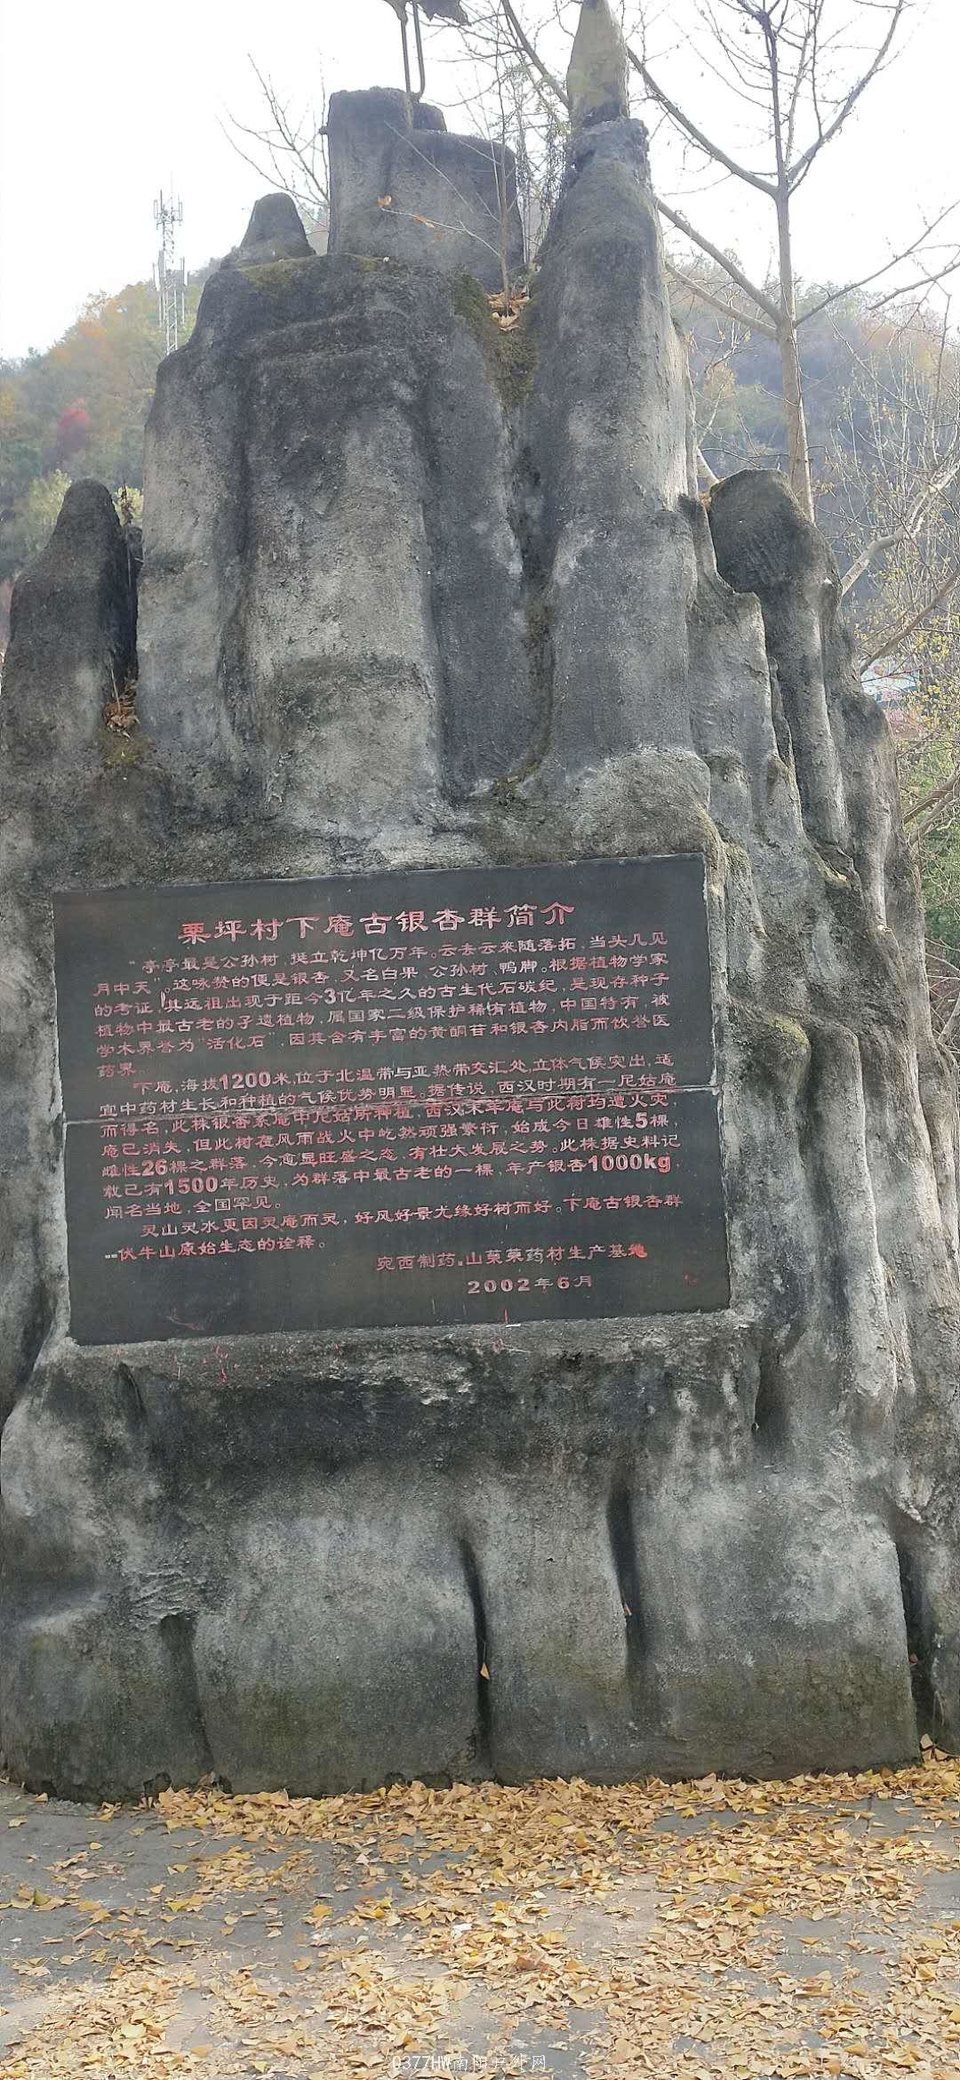 栗坪村下庵古银杏群简介
“亭亭最是公孙树，挺立乾坤亿万年。云去云来随落拓，当头几见
月中天”，这咏赞的便是银杏，又名白果、公孙树、鸭脚。根据植物学家
的考证，其远祖出现于距今3亿年之久的古生代石碳纪，是现存种子
植物中最古老的孑遗植物，属国家二级保护稀有植物，中国特有，被
学术界誉为“活化石”，因其含有丰富的黄酮苷和银杏内脂而饮誉医
药界。
下庵，海拔1200米，位于北温带与亚热带交汇处，立体气侯突出，适
宜中药材生长和种植的气侯优势明显。据传说，西汉时期有一尼姑庵
而得名，此株银杏系庵中尼姑所种植，西汉末年庵与此树均遭火灾，
庵已消失，但此树在风雨战火中屹然顽强繁衍，始成今日雄性5棵，
雌性26棵之群落，今愈显旺盛之态，有壮大发展之势。此株据史料记
载已有1500年历史，为群落中最古老的一棵，年产银杏1000kg，
闻名当地，全国罕见。
灵山灵水更因灵庵而灵，好风好景尤缘好树而好。下庵古银杏群
--伏牛山原始生态的诠释。
宛西制药.山茱萸药材生产基地
2002年6月
0377HW南阳户外网